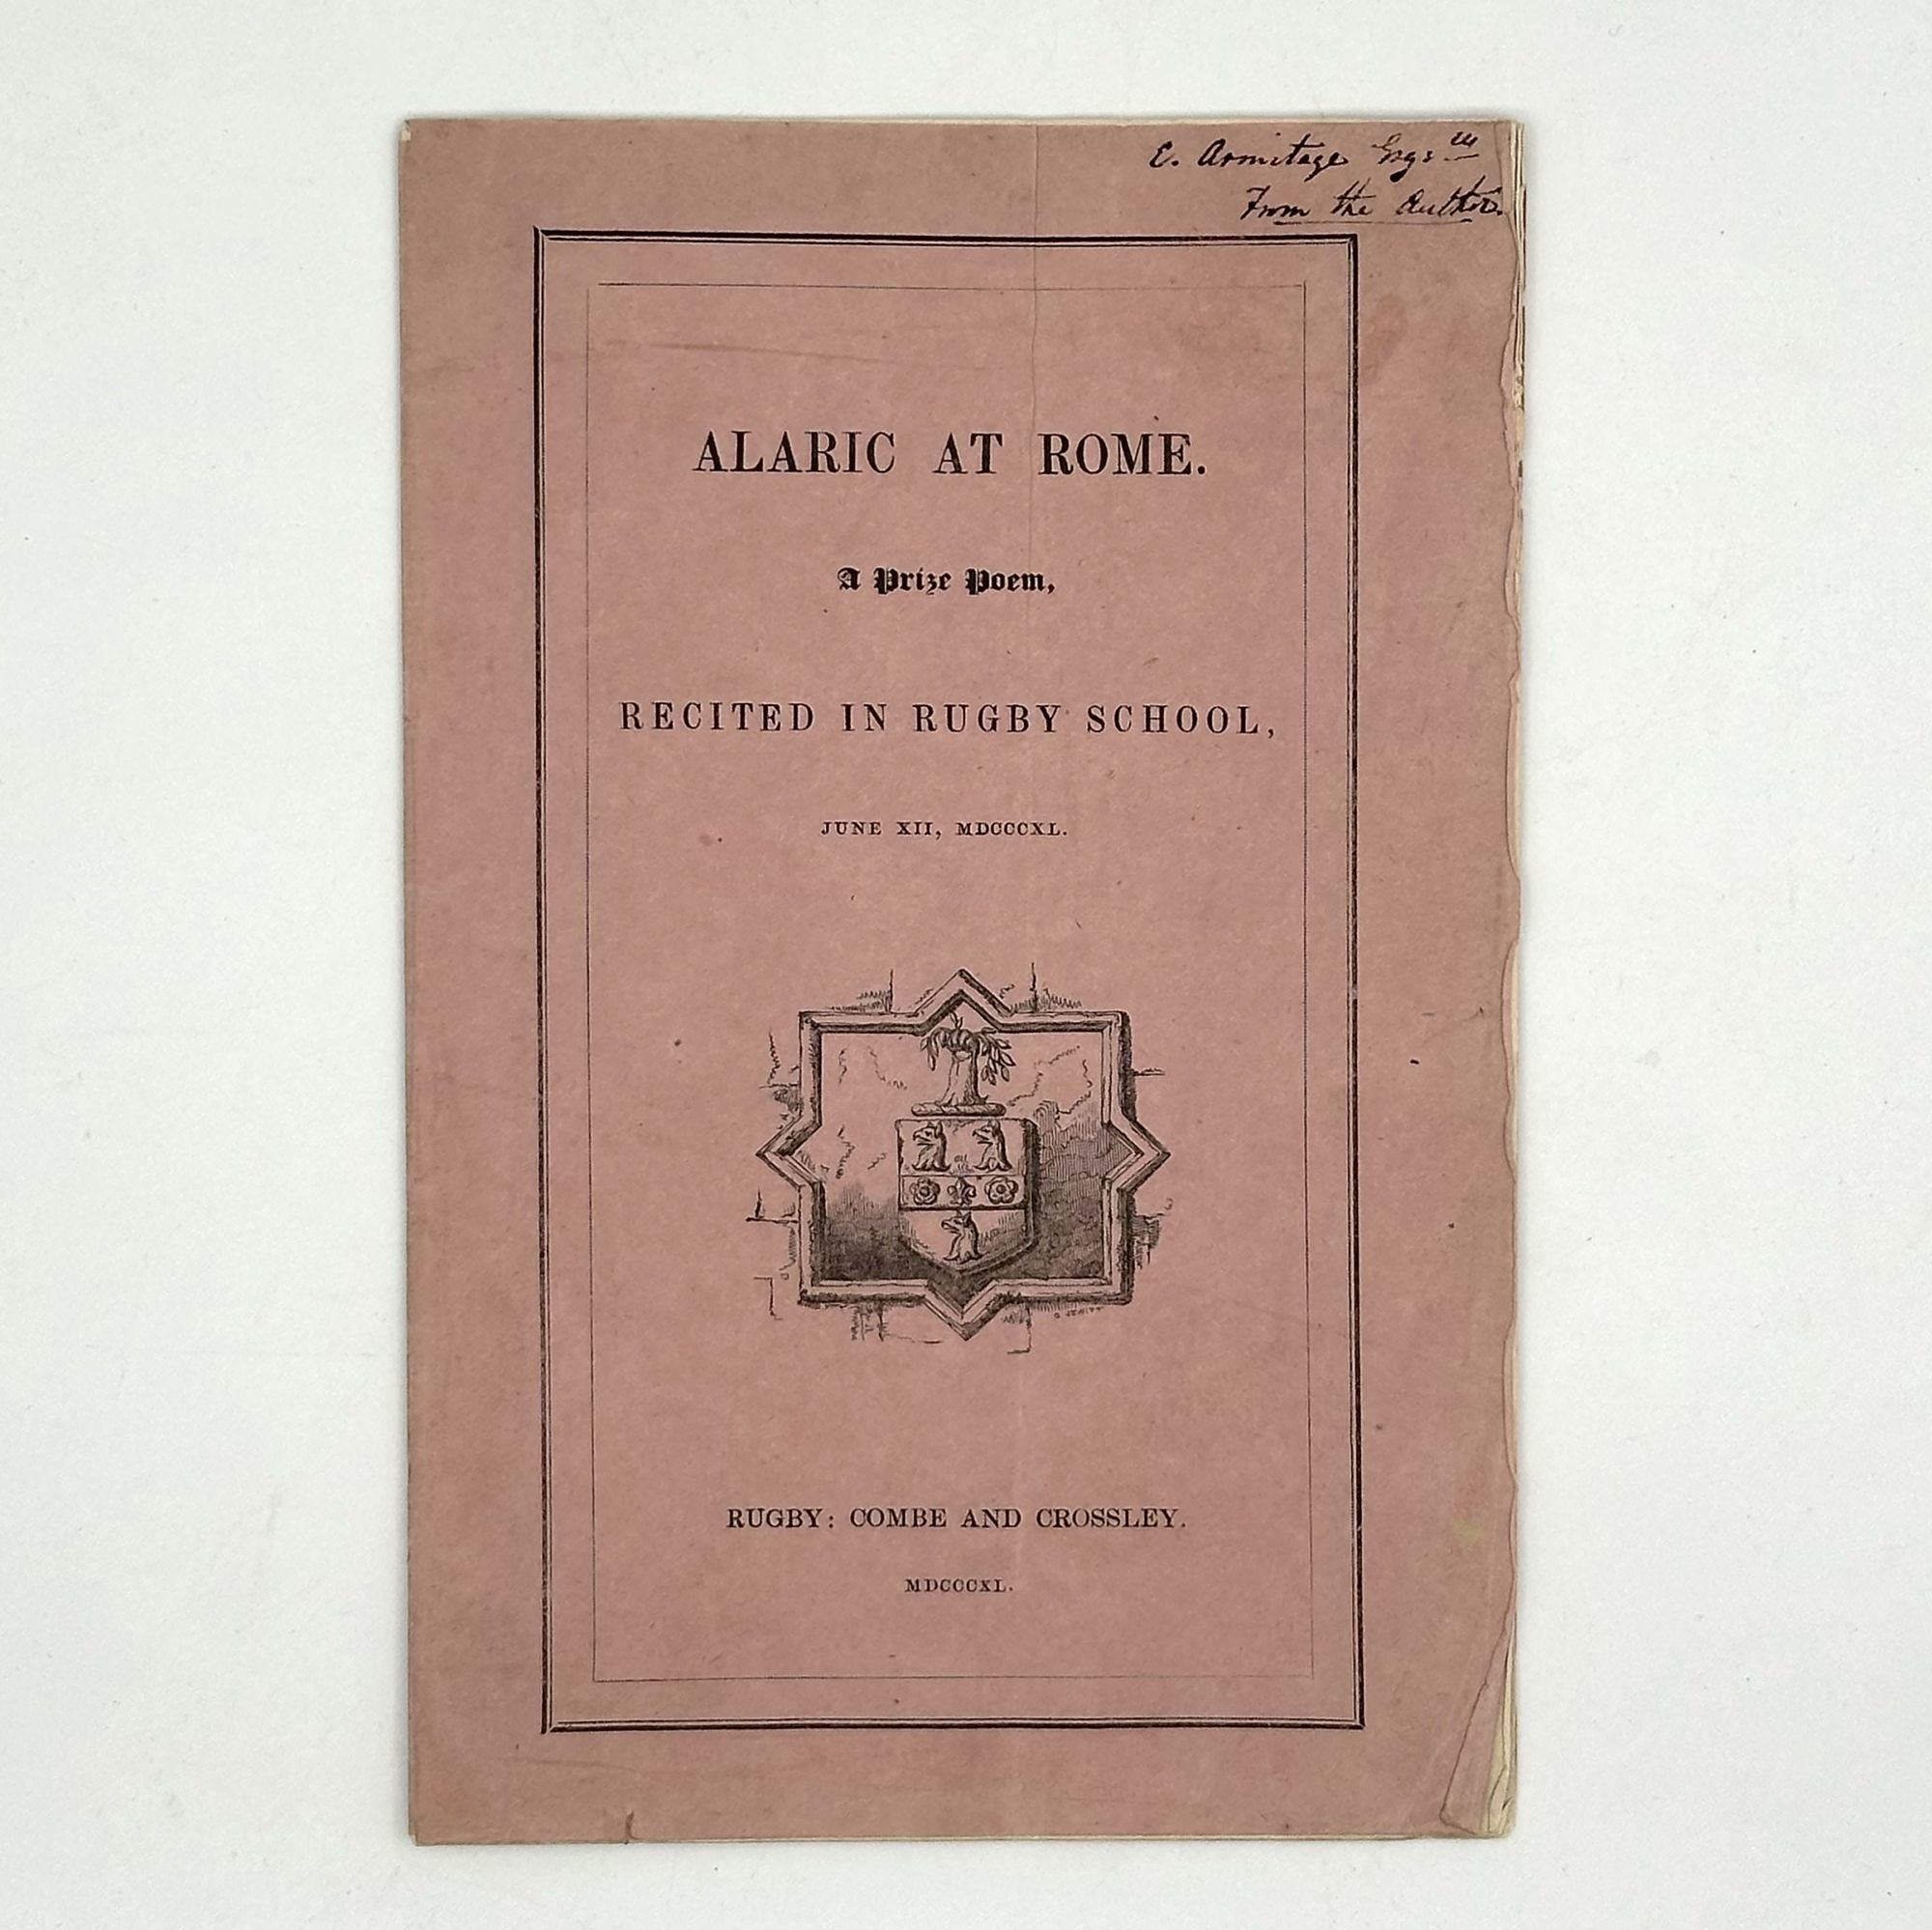 E. Armitage Esqre
From the Author.
ALARIC AT ROME.
A Prize Poem,
RECITED IN RUGBY SCHOOL,
JUNE XII, MDCCCXL.
RUGBY: COMBE AND CROSSLEY.
MDCCCXL.